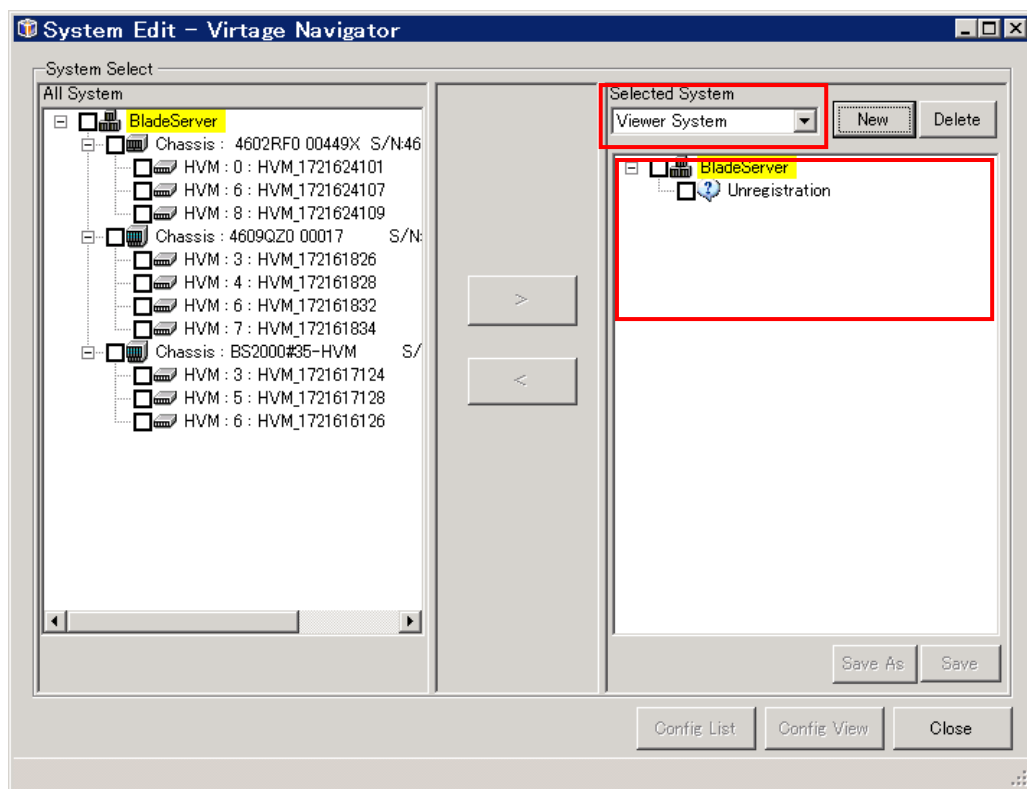 System Edit - Virtage Navigator
System Select
All System
BladeServer
Chassis : 4602RF0 00449X S/N:46
HVM : 0 : HVM_1721624101
HVM : 6 : HVM_1721624107
HVM : 8 : HVM_1721624109
Chassis : 4609QZ0 00017 S/N:
HVM : 3 : HVM_172161826
HVM : 4 : HVM_172161828
HVM : 6 : HVM_172161832
HVM : 7 : HVM_172161834
Chassis : BS2000#35-HVM S/
HVM : 3 : HVM_1721617124
HVM : 5 : HVM_1721617128
HVM : 6 : HVM_1721616126
>
<
Selected System
Viewer System
New
Delete
BladeServer
Unregistration
Save As
Save
Config List
Config View
Close